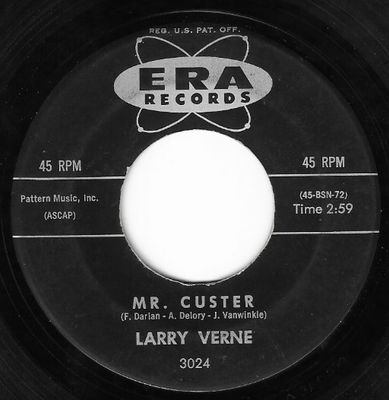 REG. U.S. PAT. OFF.
ERA
RECORDS
45 RPM
45 RPM
Pattern Music, Inc.
(ASCAP)
(45-BSN-72)
Time 2:59
MR. CUSTER
(F. Darian - A. Delory - J. Vanwinkle)
LARRY VERNE
3024